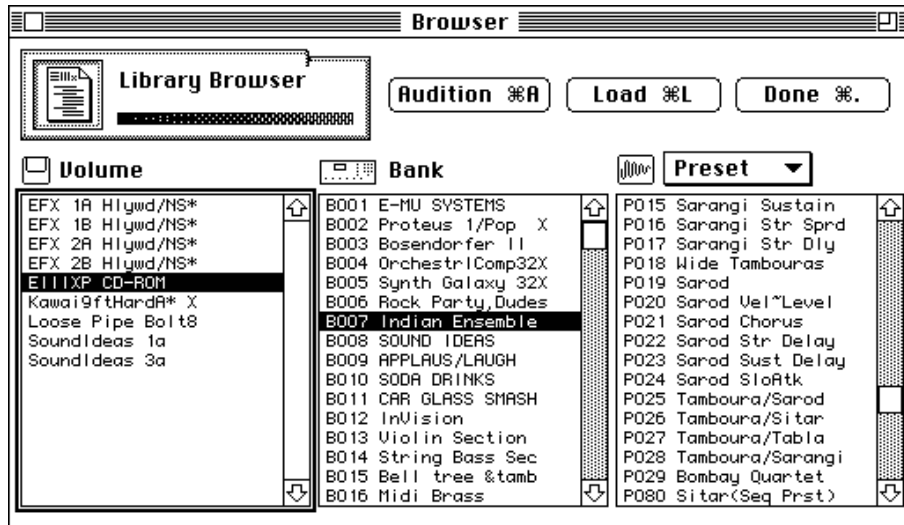 Browser
Library Browser
Audition ⌘A
Load ⌘L
Done ⌘.
Volume
EFX 1A Hlywd/NS*
EFX 1B Hlywd/NS*
EFX 2A Hlywd/NS*
EFX 2B Hlywd/NS*
EIIIXP CD-ROM
Kawai9ftHardA* X
Loose Pipe Bolt8
SoundIdeas 1a
SoundIdeas 3a
Bank
B001 E-MU SYSTEMS
B002 Proteus 1/Pop X
B003 Bosendorfer II
B004 OrchestrlComp32X
B005 Synth Galaxy 32X
B006 Rock Party,Dudes
B007 Indian Ensemble
B008 SOUND IDEAS
B009 APPLAUS/LAUGH
B010 SODA DRINKS
B011 CAR GLASS SMASH
B012 InVision
B013 Violin Section
B014 String Bass Sec
B015 Bell tree &tamb
B016 Midi Brass
Preset
P015 Sarangi Sustain
P016 Sarangi Str Sprd
P017 Sarangi Str Dly
P018 Wide Tambouras
P019 Sarod
P020 Sarod Vel~Level
P021 Sarod Chorus
P022 Sarod Str Delay
P023 Sarod Sust Delay
P024 Sarod SloAtk
P025 Tamboura/Sarod
P026 Tamboura/Sitar
P027 Tamboura/Tabla
P028 Tamboura/Sarangi
P029 Bombay Quartet
P080 Sitar(Seq Prst)